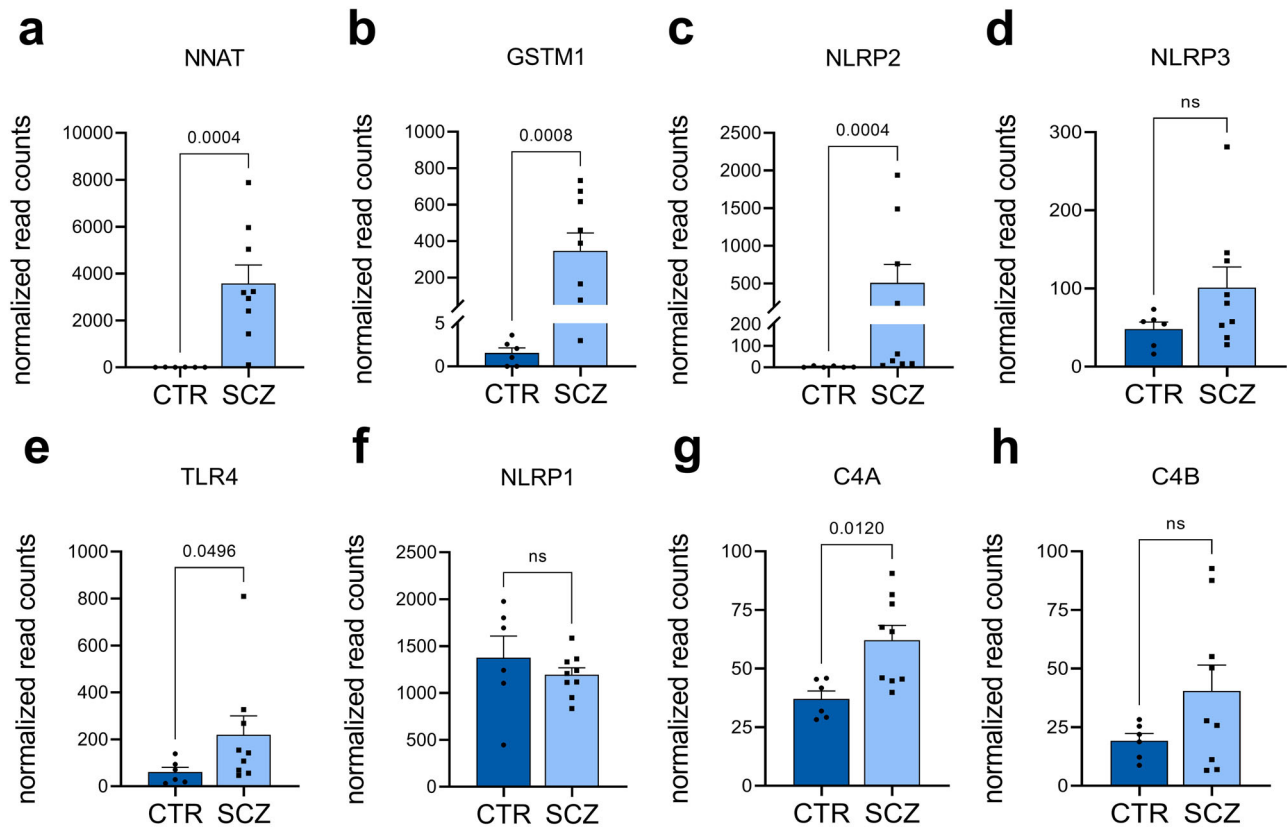 a
NNAT
normalized read counts
10000
8000
6000
4000
2000
0
0.0004
CTR SCZ
b
GSTM1
normalized read counts
1000
800
600
400
200
5
0
0.0008
CTR SCZ
c
NLRP2
normalized read counts
2500
2000
1500
1000
500
200
100
0
0.0004
CTR SCZ
d
NLRP3
normalized read counts
300
200
100
0
ns
CTR SCZ
e
TLR4
normalized read counts
1000
800
600
400
200
0
0.0496
CTR SCZ
f
NLRP1
normalized read counts
2500
2000
1500
1000
500
0
ns
CTR SCZ
g
C4A
normalized read counts
100
75
50
25
0
0.0120
CTR SCZ
h
C4B
normalized read counts
100
75
50
25
0
ns
CTR SCZ